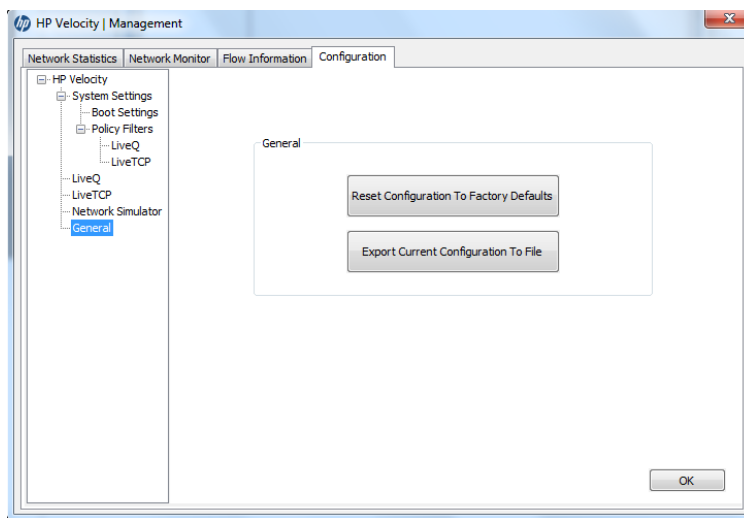 hp HP Velocity | Management
Network Statistics Network Monitor Flow Information Configuration
HP Velocity
System Settings
Boot Settings
Policy Filters
LiveQ
LiveTCP
LiveQ
LiveTCP
Network Simulator
General
General
Reset Configuration To Factory Defaults
Export Current Configuration To File
OK